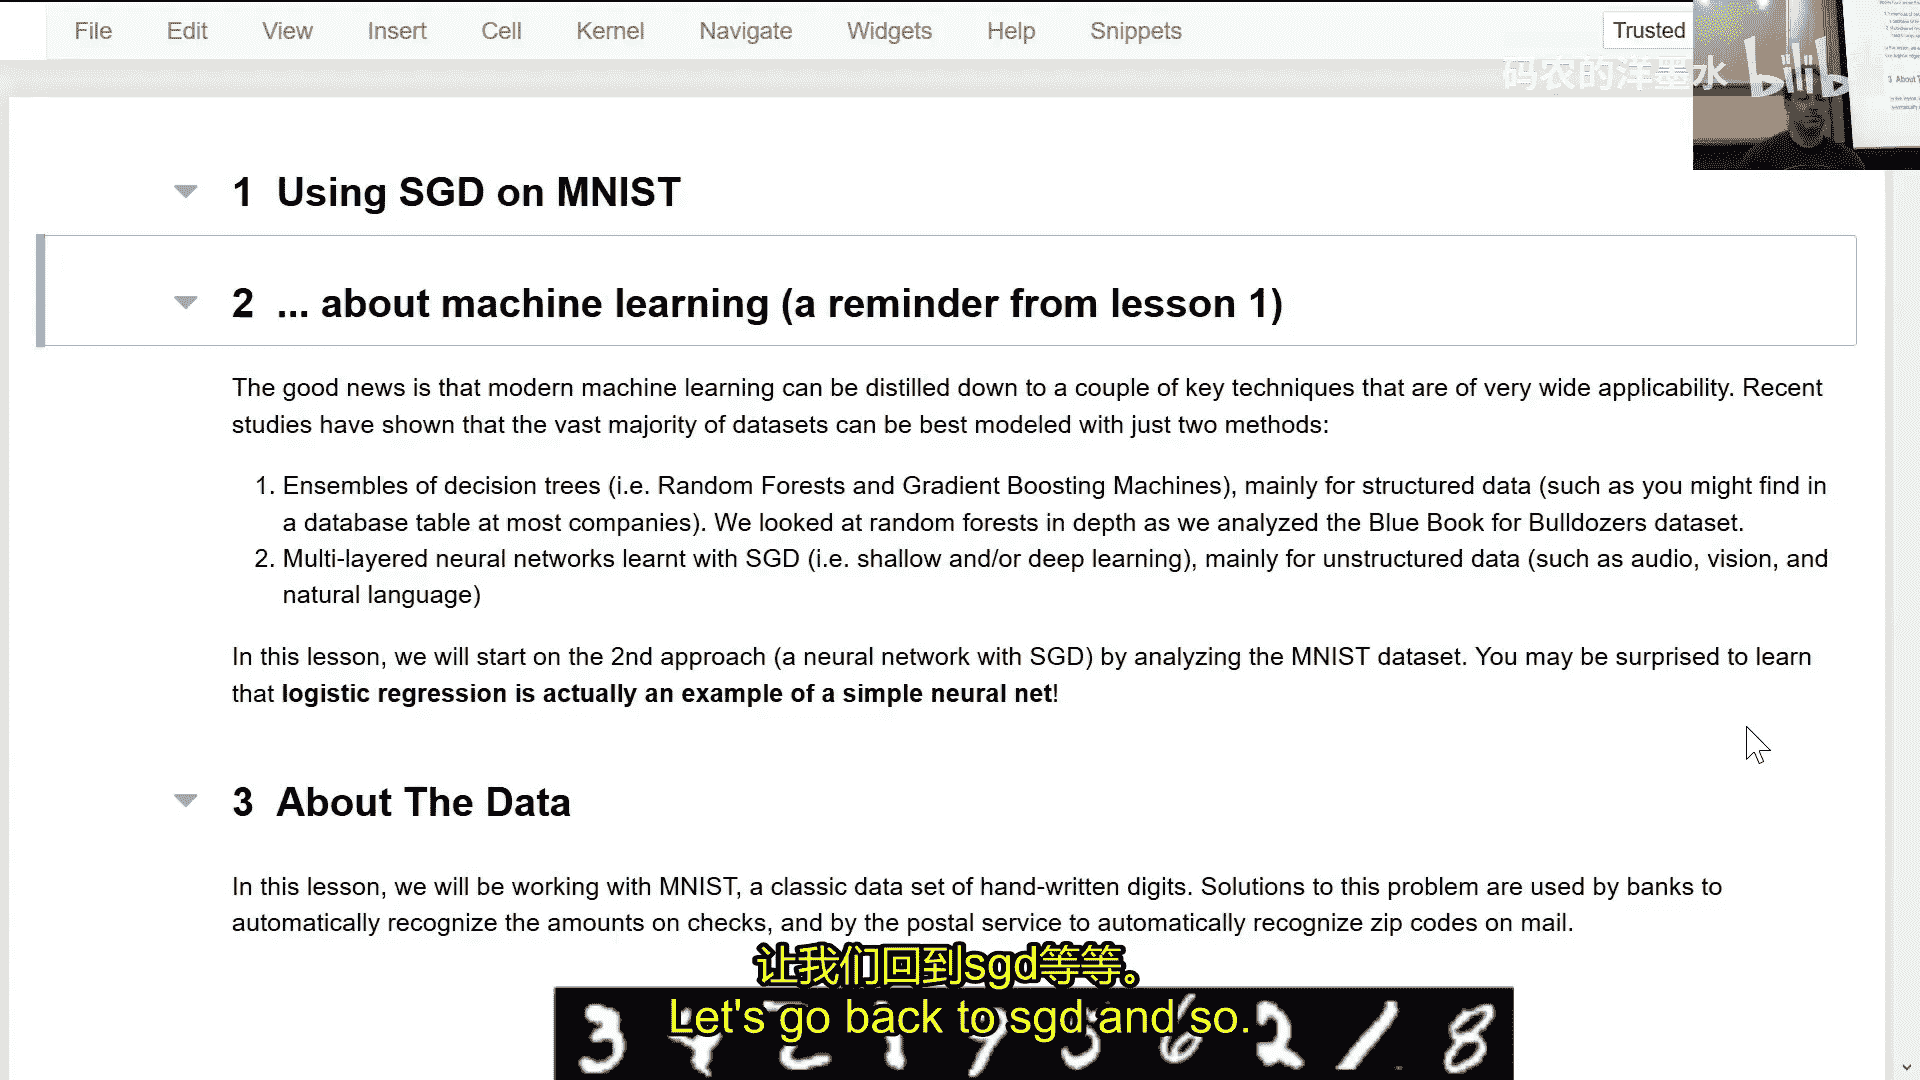 File Edit View Insert Cell Kernel Navigate Widgets Help Snippets Trusted
码农的洋墨水 bilib
1 Using SGD on MNIST
2 ... about machine learning (a reminder from lesson 1)
The good news is that modern machine learning can be distilled down to a couple of key techniques that are of very wide applicability. Recent
studies have shown that the vast majority of datasets can be best modeled with just two methods:
1. Ensembles of decision trees (i.e. Random Forests and Gradient Boosting Machines), mainly for structured data (such as you might find in
a database table at most companies). We looked at random forests in depth as we analyzed the Blue Book for Bulldozers dataset.
2. Multi-layered neural networks learnt with SGD (i.e. shallow and/or deep learning), mainly for unstructured data (such as audio, vision, and
natural language)
In this lesson, we will start on the 2nd approach (a neural network with SGD) by analyzing the MNIST dataset. You may be surprised to learn
that logistic regression is actually an example of a simple neural net!
3 About The Data
In this lesson, we will be working with MNIST, a classic data set of hand-written digits. Solutions to this problem are used by banks to
automatically recognize the amounts on checks, and by the postal service to automatically recognize zip codes on mail.
让我们回到sgd等等。
Let's go back to sgd and so.
3 4 2 1 9 5 6 2 1 8